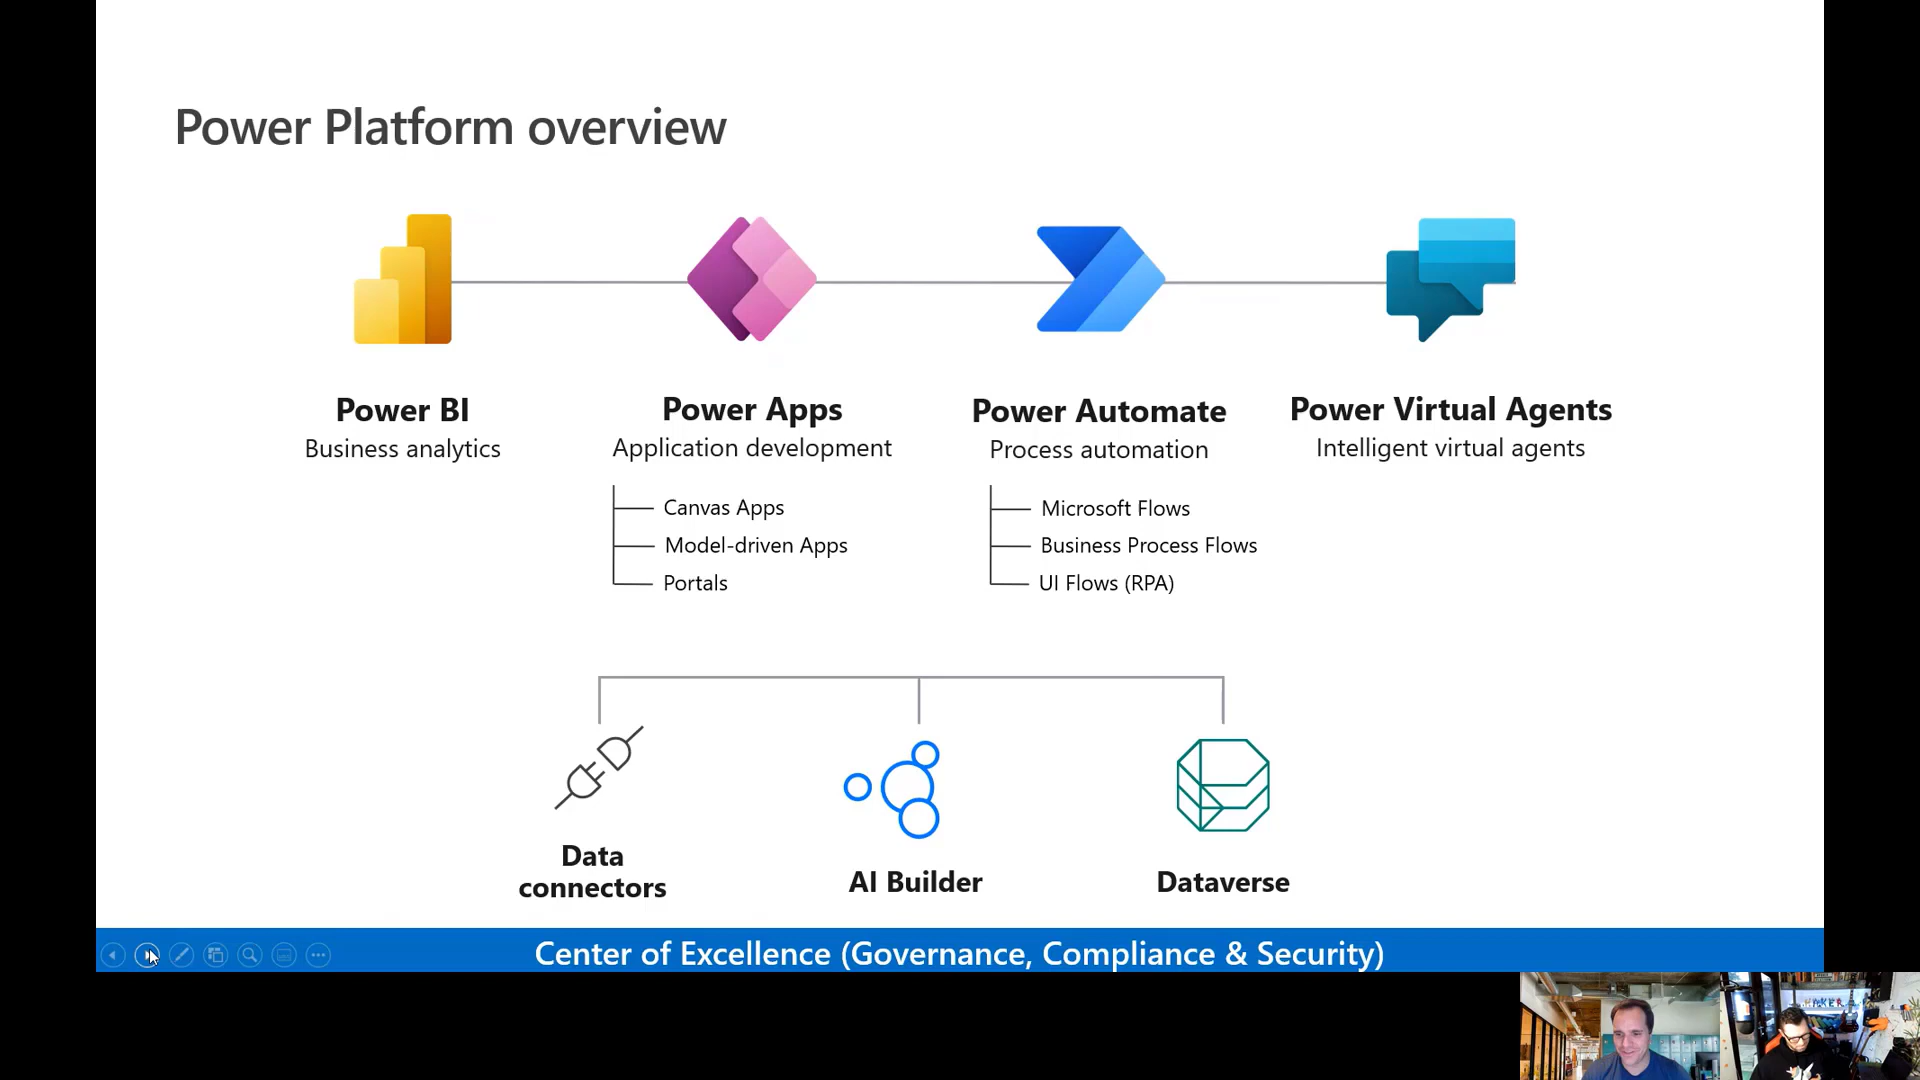 Power Platform overview
Power BI
Business analytics
Power Apps
Application development
Canvas Apps
Model-driven Apps
Portals
Power Automate
Process automation
Microsoft Flows
Business Process Flows
UI Flows (RPA)
Power Virtual Agents
Intelligent virtual agents
Data
connectors
AI Builder
Dataverse
Center of Excellence (Governance, Compliance & Security)